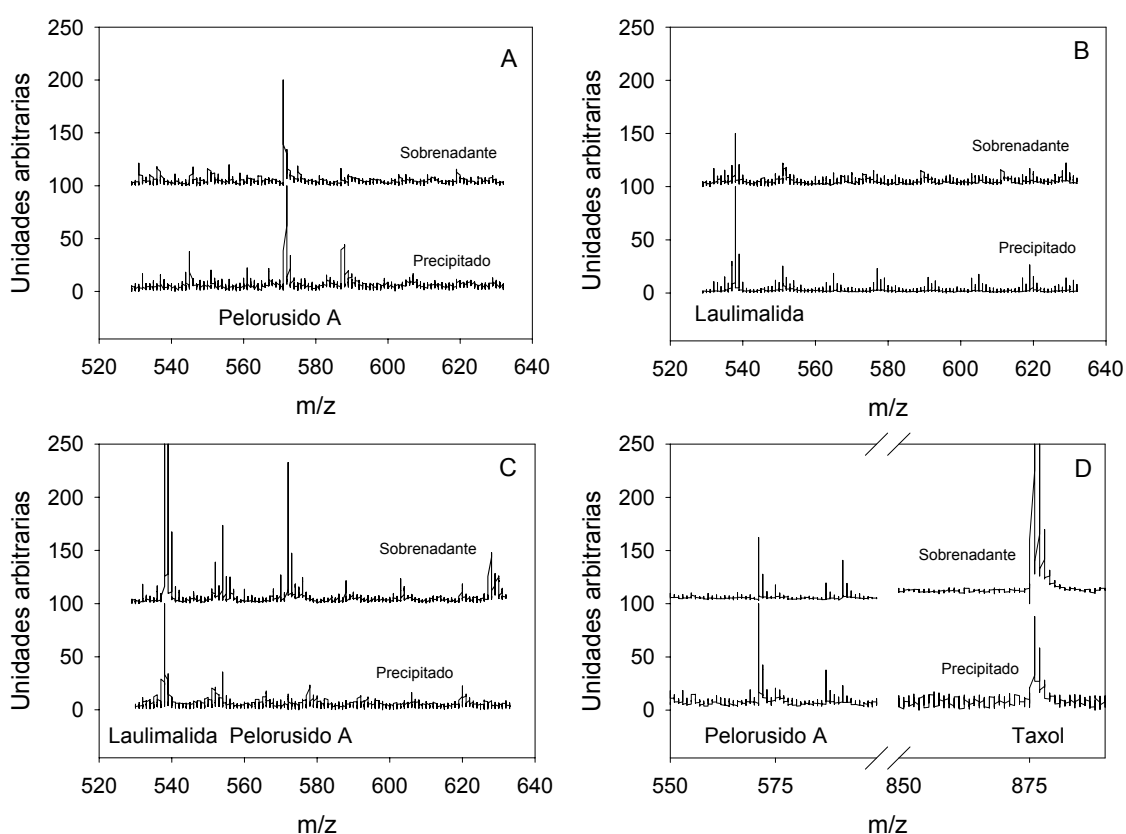 A
Unidades arbitrarias
250
200
150
100
50
0
Sobrenadante
Precipitado
Pelorusido A
520 540 560 580 600 620 640
m/z
B
Unidades arbitrarias
250
200
150
100
50
0
Sobrenadante
Precipitado
Laulimalida
520 540 560 580 600 620 640
m/z
C
Unidades arbitrarias
250
200
150
100
50
0
Sobrenadante
Precipitado
Laulimalida Pelorusido A
520 540 560 580 600 620 640
m/z
D
Unidades arbitrarias
250
200
150
100
50
0
Sobrenadante
Precipitado
Pelorusido A Taxol
550 575 850 875
m/z